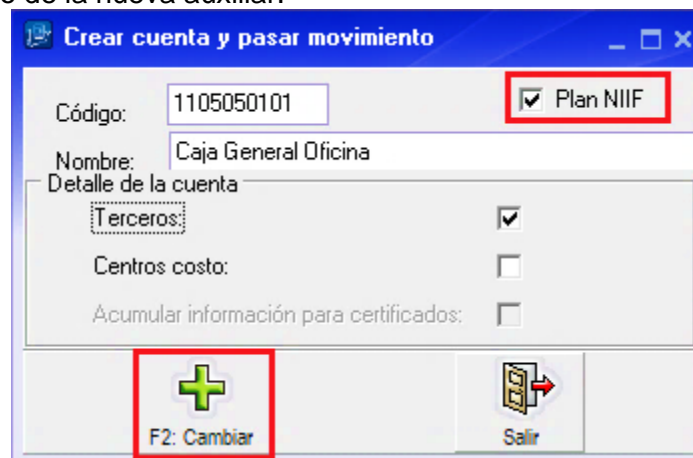 de la nueva auxiliar.
Crear cuenta y pasar movimiento
Código: 1105050101 Plan NIIF
Nombre: Caja General Oficina
Detalle de la cuenta
Terceros:
Centros costo:
Acumular información para certificados:
F2: Cambiar Salir